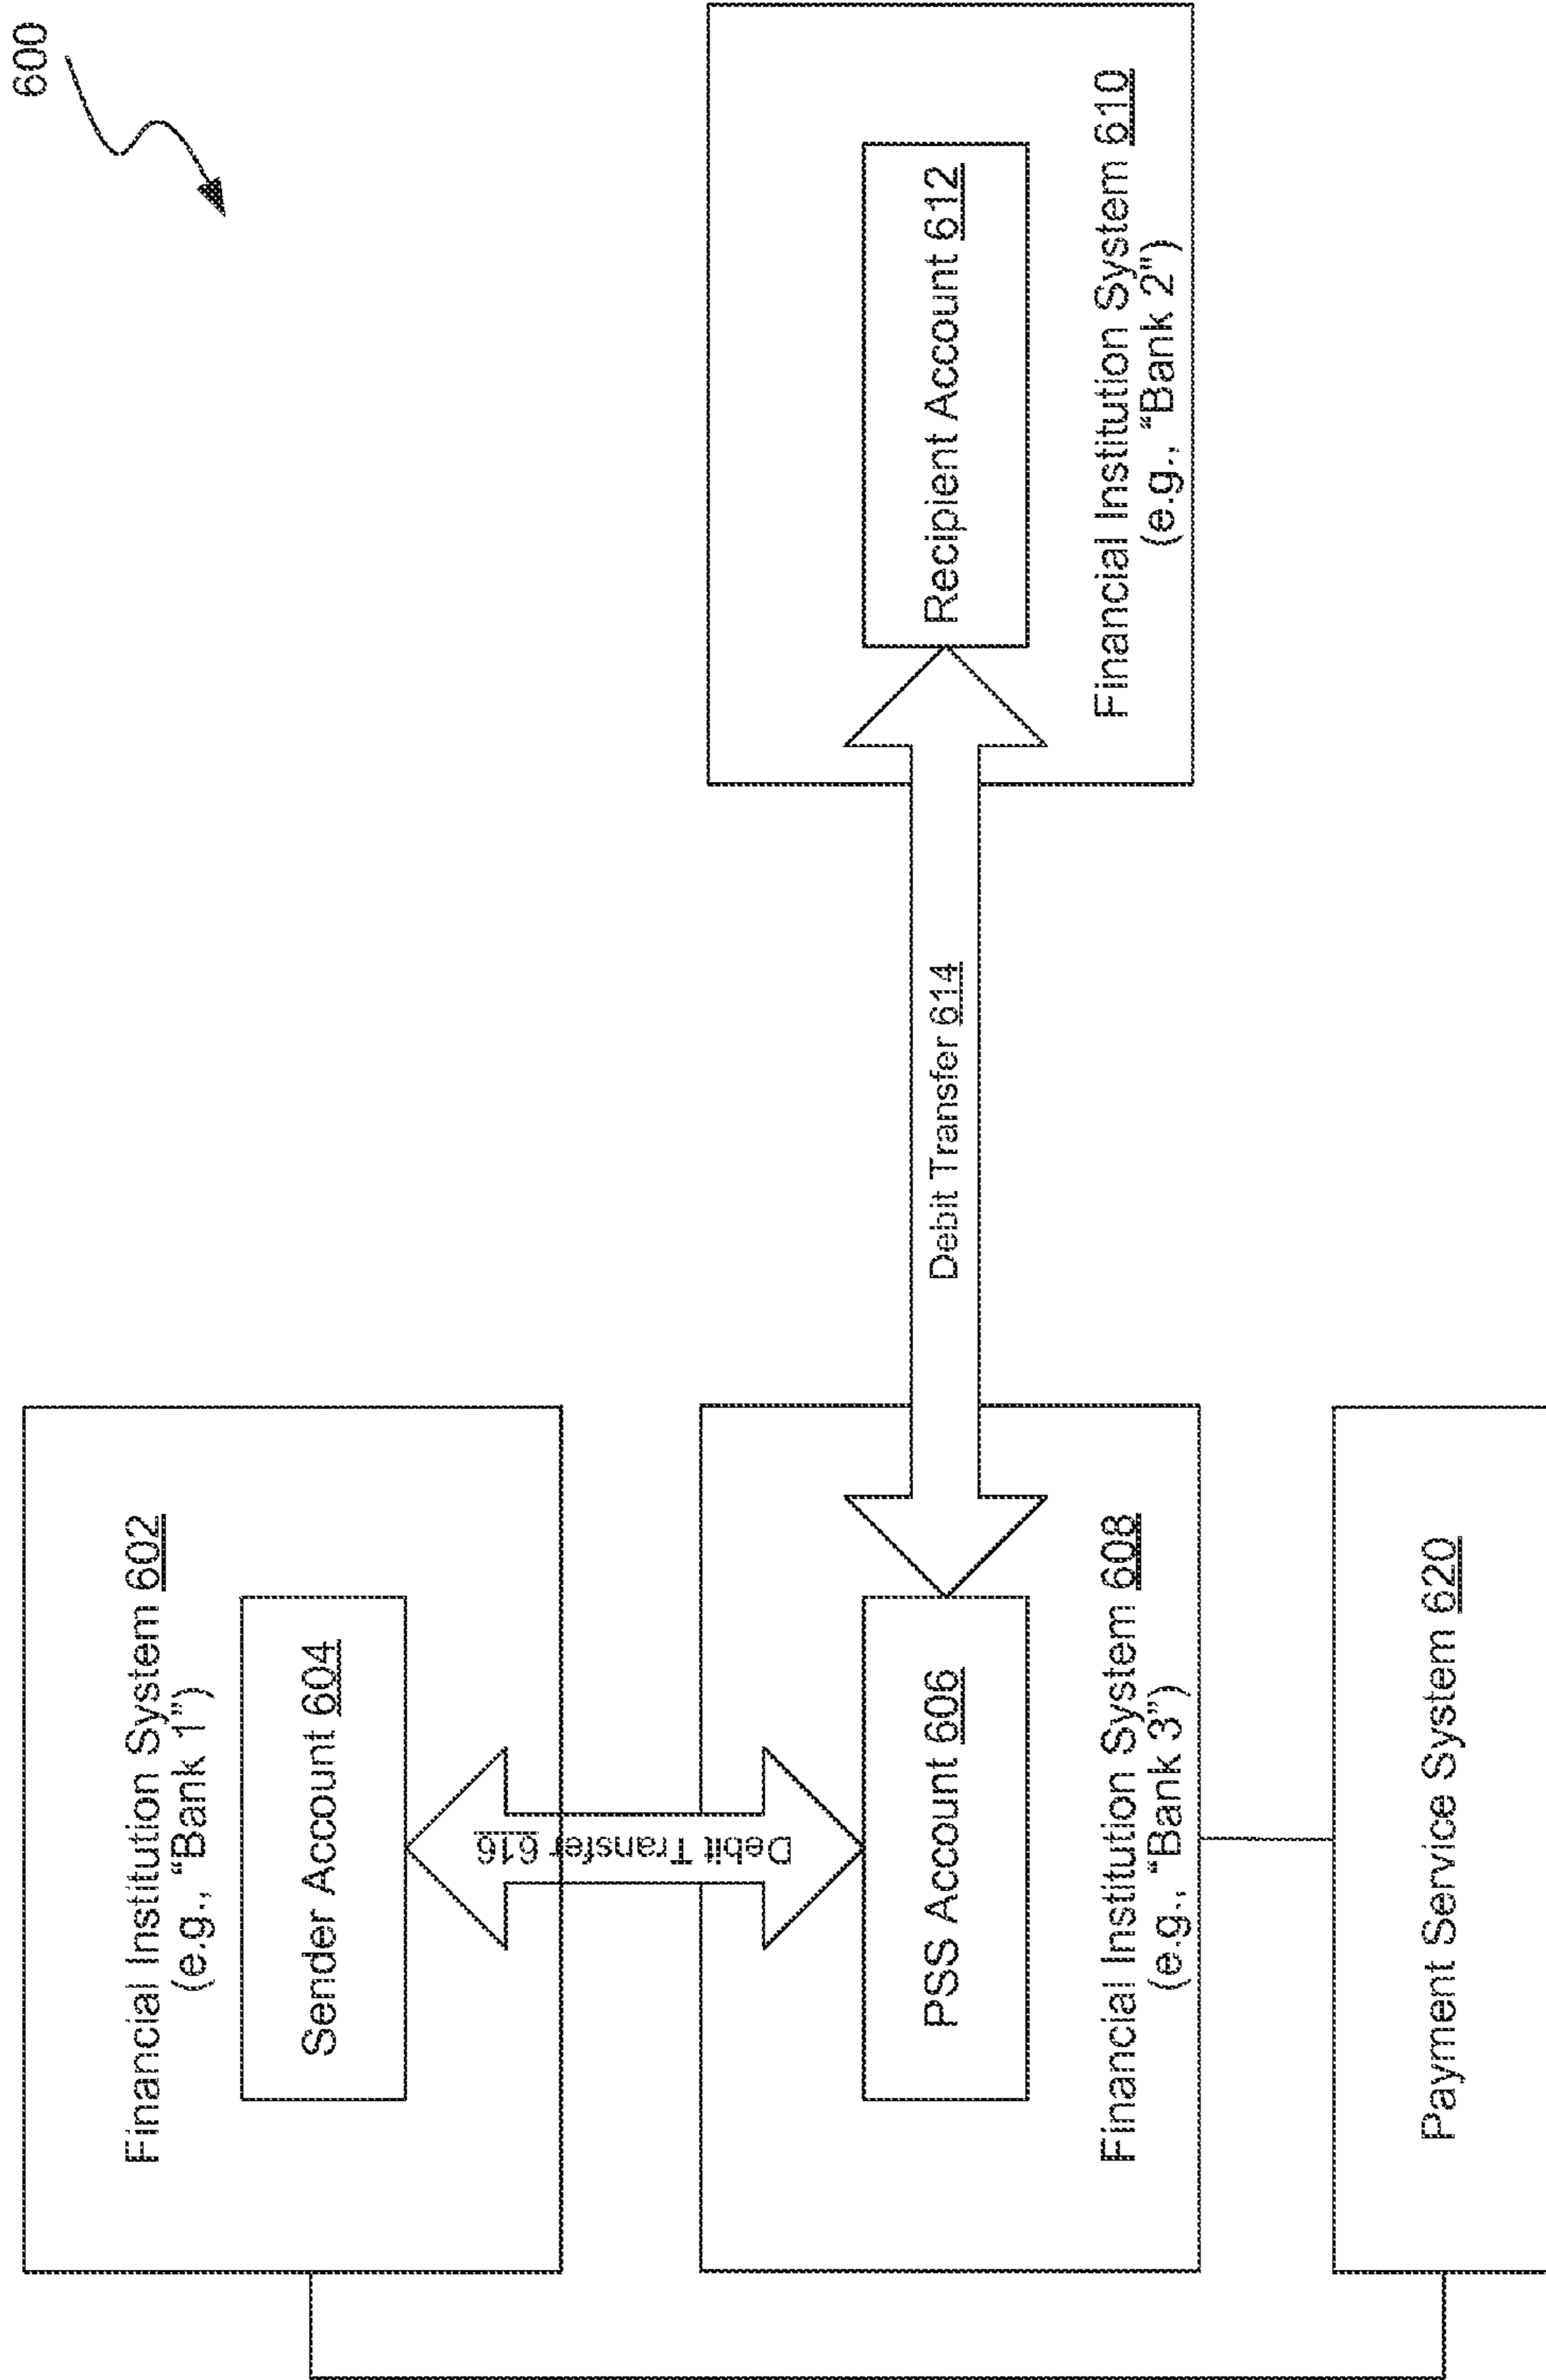 600
Financial Institution System 602
(e.g., “Bank 1”)
Sender Account 604
Debit Transfer 616
PSS Account 606
Financial Institution System 608
(e.g., “Bank 3”)
Payment Service System 620
Debit Transfer 614
Recipient Account 612
Financial Institution System 610
(e.g., “Bank 2”)